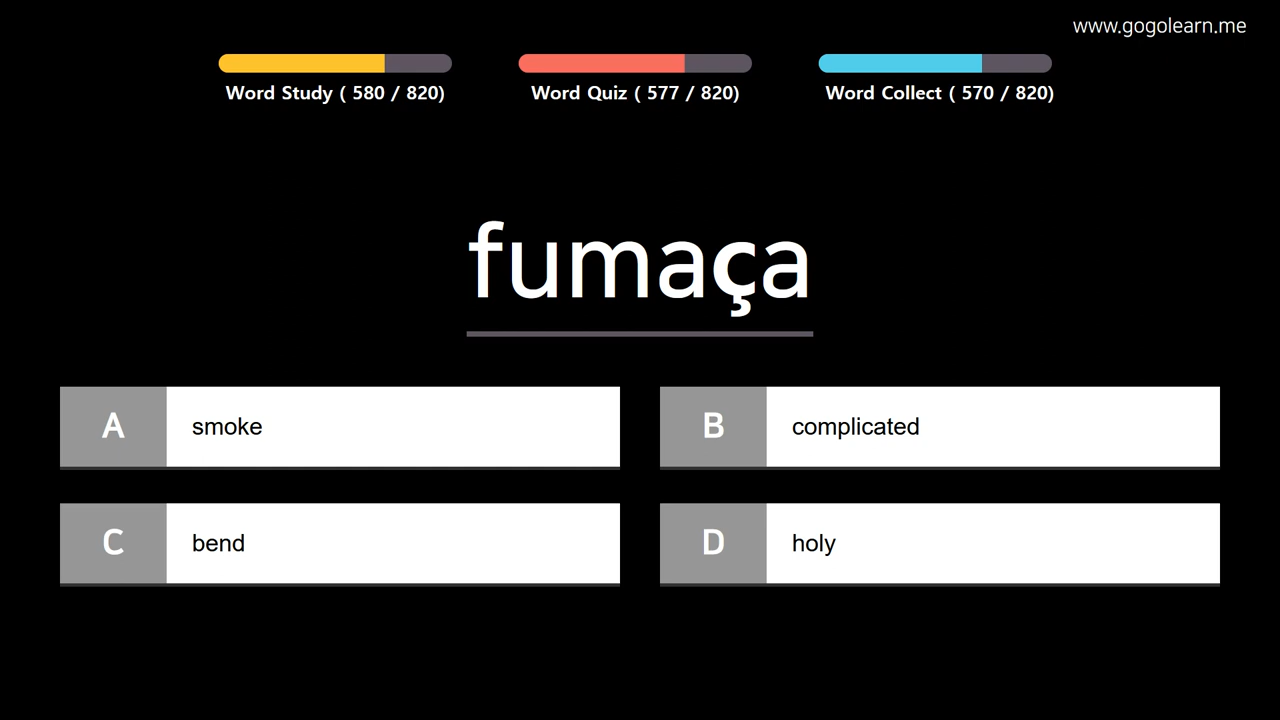 www.gogolearn.me
Word Study ( 580 / 820)
Word Quiz ( 577 / 820)
Word Collect ( 570 / 820)
fumaça
A smoke
B complicated
C bend
D holy